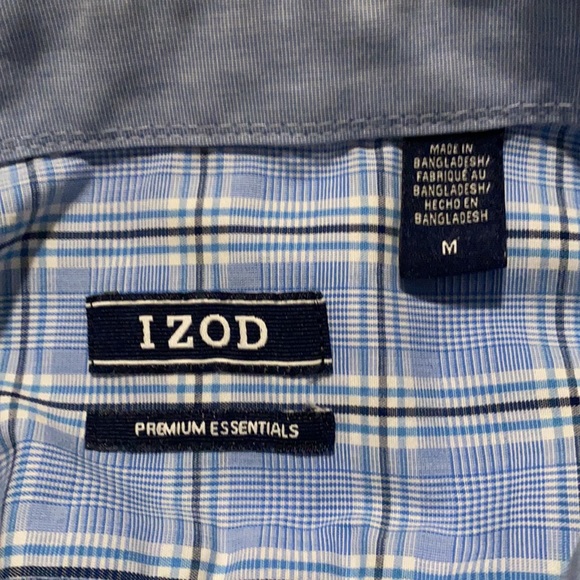 MADE IN
BANGLADESH/
FABRIQUÉ AU
BANGLADESH/
HECHO EN
BANGLADESH
M
IZOD
PREMIUM ESSENTIALS